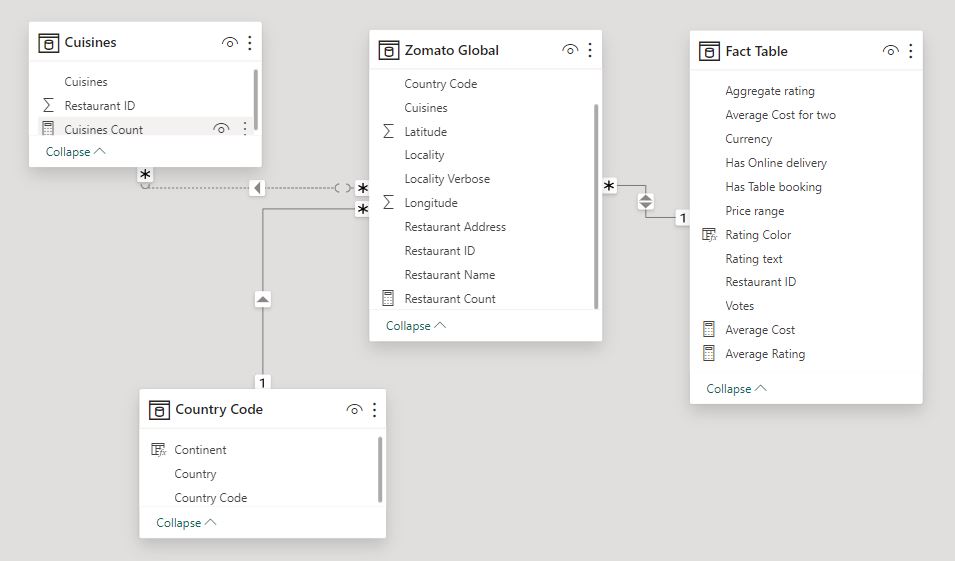 Cuisines
Cuisines
Restaurant ID
Cuisines Count
Collapse
Zomato Global
Country Code
Cuisines
Latitude
Locality
Locality Verbose
Longitude
Restaurant Address
Restaurant ID
Restaurant Name
Restaurant Count
Collapse
Fact Table
Aggregate rating
Average Cost for two
Currency
Has Online delivery
Has Table booking
Price range
Rating Color
Rating text
Restaurant ID
Votes
Average Cost
Average Rating
Collapse
*
*
*
*
1
1
Country Code
Continent
Country
Country Code
Collapse